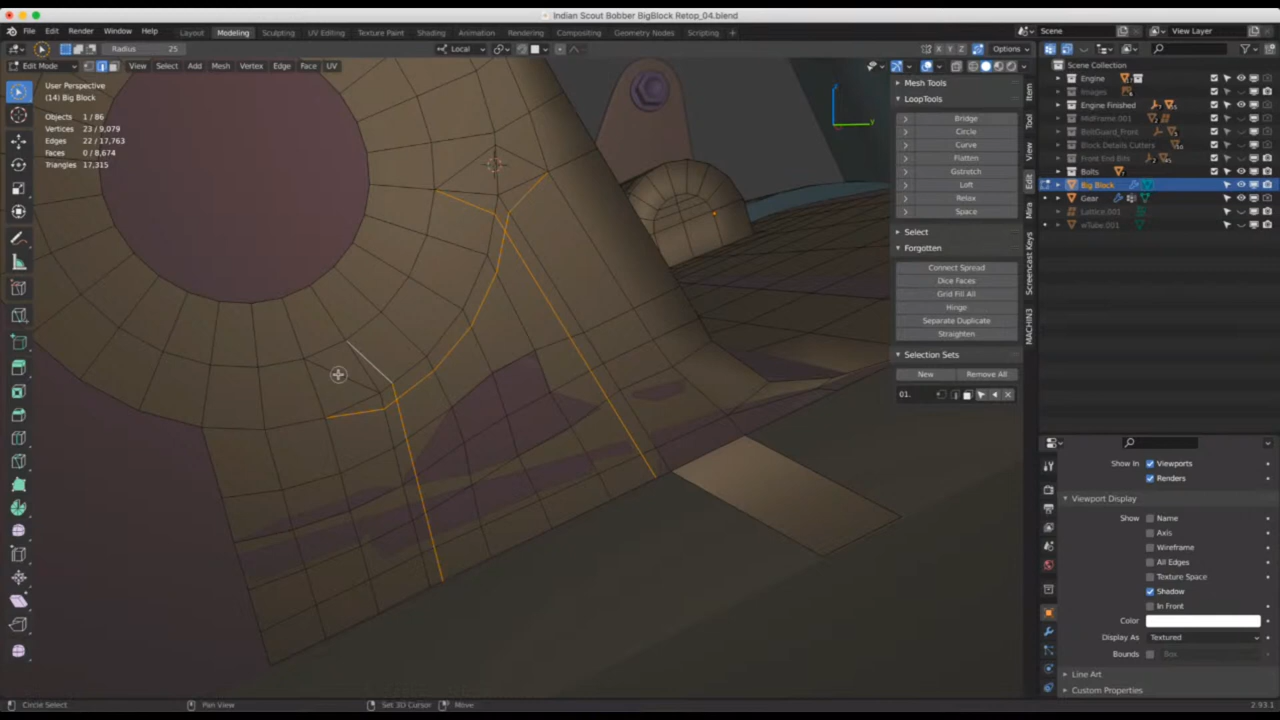 Indian Scout Bobber BigBlock Retop_04.blend
File Edit Render Window Help Layout Modeling Sculpting UV Editing Texture Paint Shading Animation Rendering Compositing Geometry Nodes Scripting Scene View Layer
Radius 25 Local X Y Z Options
Edit Mode View Select Add Mesh Vertex Edge Face UV
User Perspective
(14) Big Block
Objects 1/86
Vertices 23/9,079
Edges 22/17,763
Faces 0/8,674
Triangles 17,315
Mesh Tools
LoopTools
Bridge
Circle
Curve
Flatten
Gstretch
Loft
Relax
Space
Select
Forgotten
Connect Spread
Dice Faces
Grid Fill All
Hinge
Separate Duplicate
Straighten
Selection Sets
New Remove All
01.
Item
Tool
View
Edit
Mira
Screencast Keys
MACHIN3
Scene Collection
Engine
Images
Engine Finished
MidFrame.001
BoltGuard_Front
Block Details Cutters
Front End Bits
Bolts
Big Block
Gear
Lattice.001
wTube.001
Show In Viewports
Renders
Viewport Display
Show Name
Axis
Wireframe
All Edges
Texture Space
Shadow
In Front
Color
Display As Textured
Bounds Box
Line Art
Custom Properties
Circle Select Pan View Set 3D Cursor Move 2.93.1